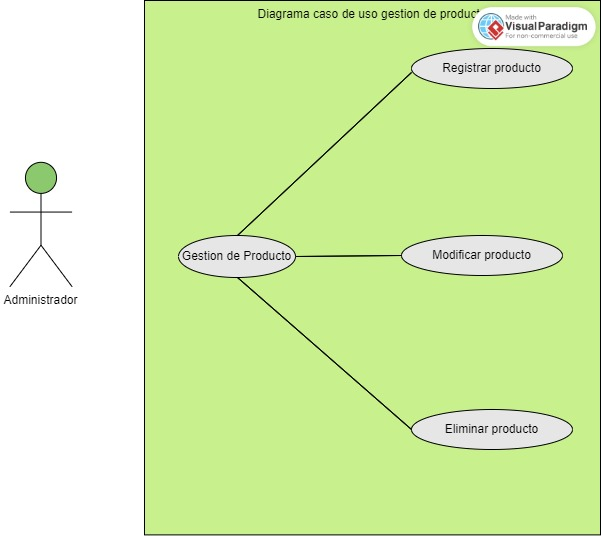 Diagrama caso de uso gestion de product
Made with
Visual Paradigm
For non-commercial use
Registrar producto
Gestion de Producto
Modificar producto
Administrador
Eliminar producto